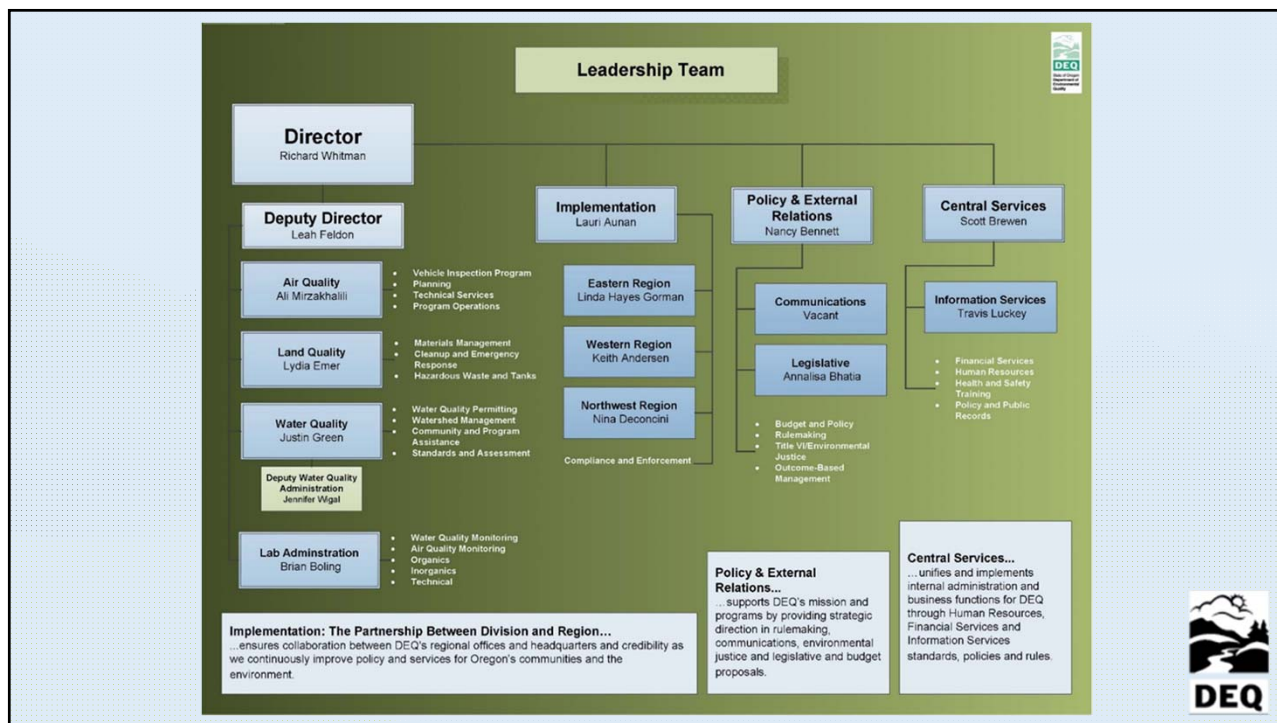 Leadership Team
DEQ
State of Oregon
Department of
Environmental
Quality
Director
Richard Whitman
Deputy Director
Leah Feldon
Air Quality
Ali Mirzakhalili
• Vehicle Inspection Program
• Planning
• Technical Services
• Program Operations
Land Quality
Lydia Emer
• Materials Management
• Cleanup and Emergency
Response
• Hazardous Waste and Tanks
Water Quality
Justin Green
• Water Quality Permitting
• Watershed Management
• Community and Program
Assistance
• Standards and Assessment
Deputy Water Quality
Administration
Jennifer Wigal
Lab Adminstration
Brian Boling
• Water Quality Monitoring
• Air Quality Monitoring
• Organics
• Inorganics
• Technical
Implementation
Lauri Aunan
Eastern Region
Linda Hayes Gorman
Western Region
Keith Andersen
Northwest Region
Nina Deconcini
Compliance and Enforcement
Policy & External
Relations
Nancy Bennett
Communications
Vacant
Legislative
Annalisa Bhatia
• Budget and Policy
• Rulemaking
• Title VI/Environmental
Justice
• Outcome-Based
Management
Central Services
Scott Brewen
Information Services
Travis Luckey
• Financial Services
• Human Resources
• Health and Safety
Training
• Policy and Public
Records
Implementation: The Partnership Between Division and Region...
...ensures collaboration between DEQ's regional offices and headquarters and credibility as
we continuously improve policy and services for Oregon's communities and the
environment.
Policy & External
Relations...
...supports DEQ's mission and
programs by providing strategic
direction in rulemaking,
communications, environmental
justice and legislative and budget
proposals.
Central Services...
...unifies and implements
internal administration and
business functions for DEQ
through Human Resources,
Financial Services and
Information Services
standards, policies and rules.
DEQ